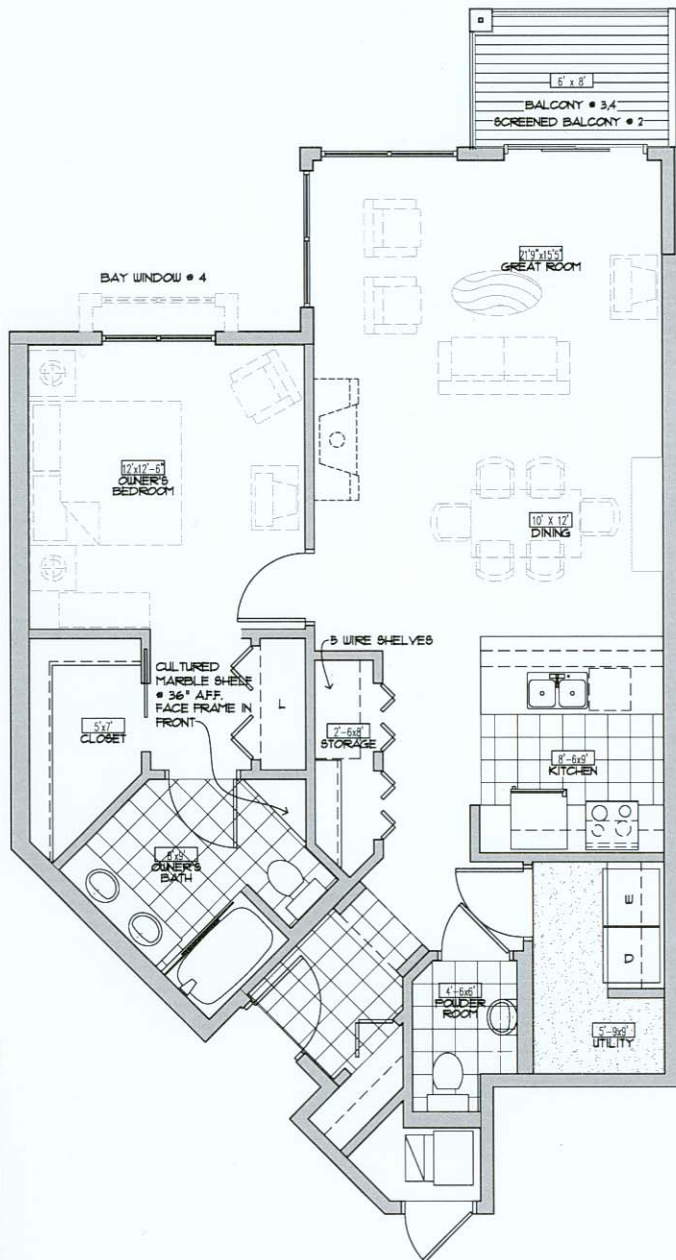 6' x 8'
BALCONY @ 3,4
SCREENED BALCONY @ 2
21'9"x15'5"
GREAT ROOM
BAY WINDOW @ 4
12'x12'-6"
OWNER'S
BEDROOM
10' X 12'
DINING
5 WIRE SHELVES
CULTURED
MARBLE SHELF
@ 36" A.F.F.
FACE FRAME IN
FRONT
L
5'x7'
CLOSET
2'-6x8'
STORAGE
8'-6x9'
KITCHEN
8'x9'
OWNER'S
BATH
W
D
4'-6x6'
POWDER
ROOM
5'-9x9'
UTILITY